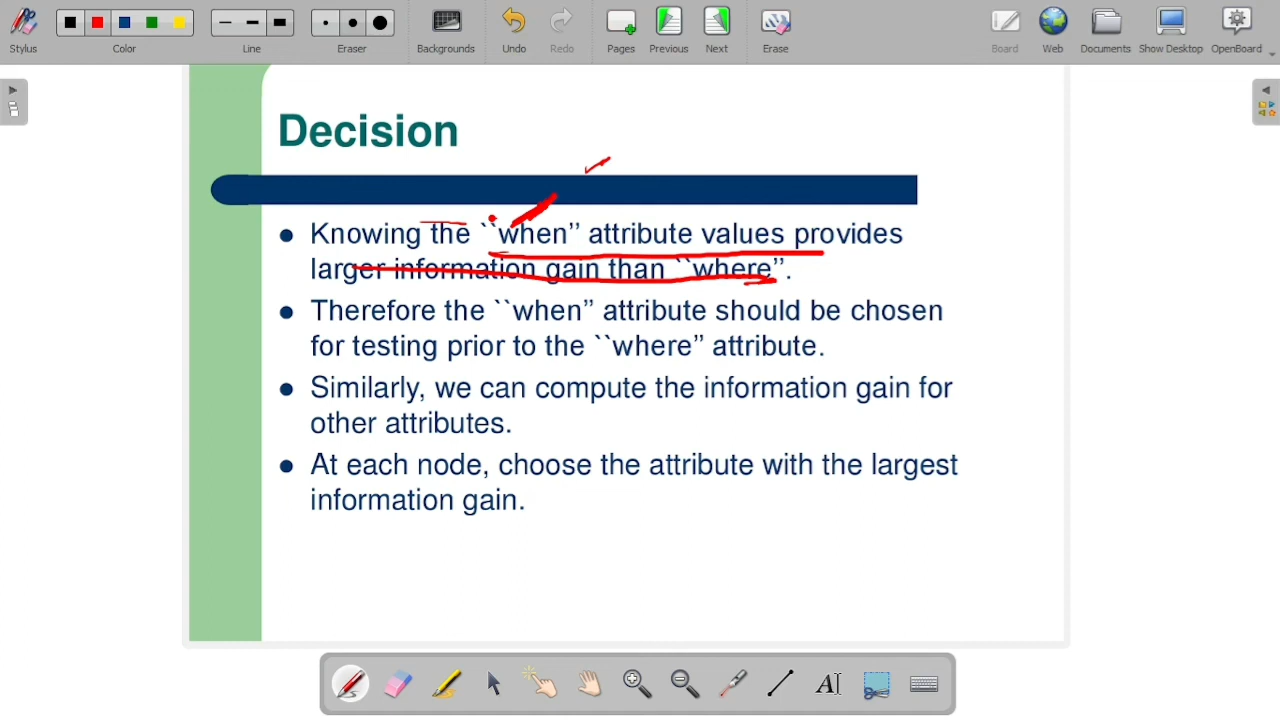 Stylus
Color
Line
Eraser
Backgrounds
Undo
Redo
Pages
Previous
Next
Erase
Board
Web
Documents
Show Desktop
OpenBoard
Decision
Knowing the ``when'' attribute values provides
larger information gain than ``where''.
Therefore the ``when'' attribute should be chosen
for testing prior to the ``where'' attribute.
Similarly, we can compute the information gain for
other attributes.
At each node, choose the attribute with the largest
information gain.